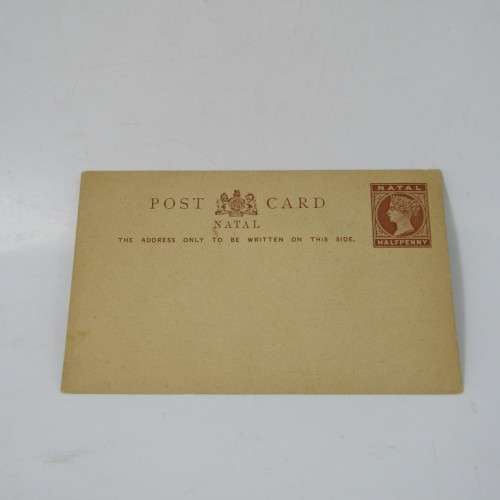 POST CARD
NATAL
THE ADDRESS ONLY TO BE WRITTEN ON THIS SIDE.
NATAL
HALFPENNY